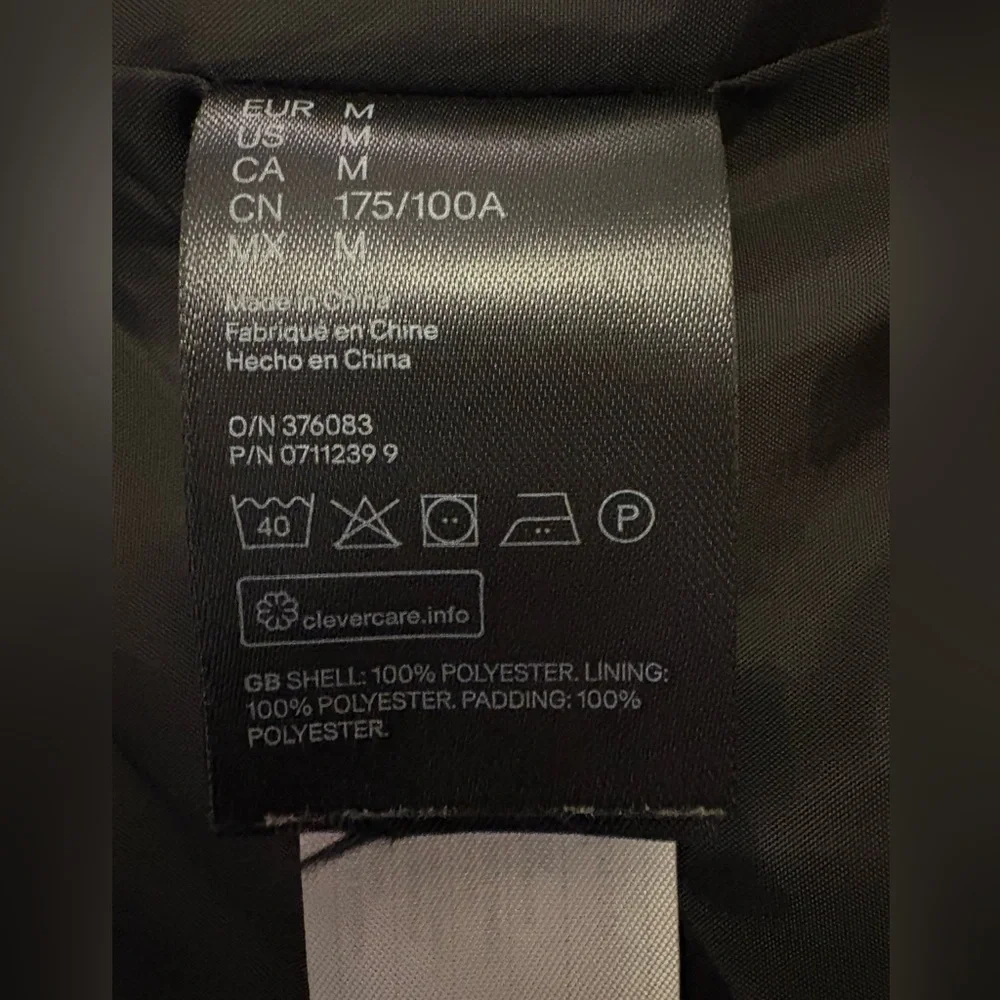 EUR M
US M
CA M
CN 175/100A
MX M
Made in China
Fabriqué en Chine
Hecho en China
O/N 376083
P/N 0711239 9
40
P
clevercare.info
GB SHELL: 100% POLYESTER. LINING:
100% POLYESTER. PADDING: 100%
POLYESTER.